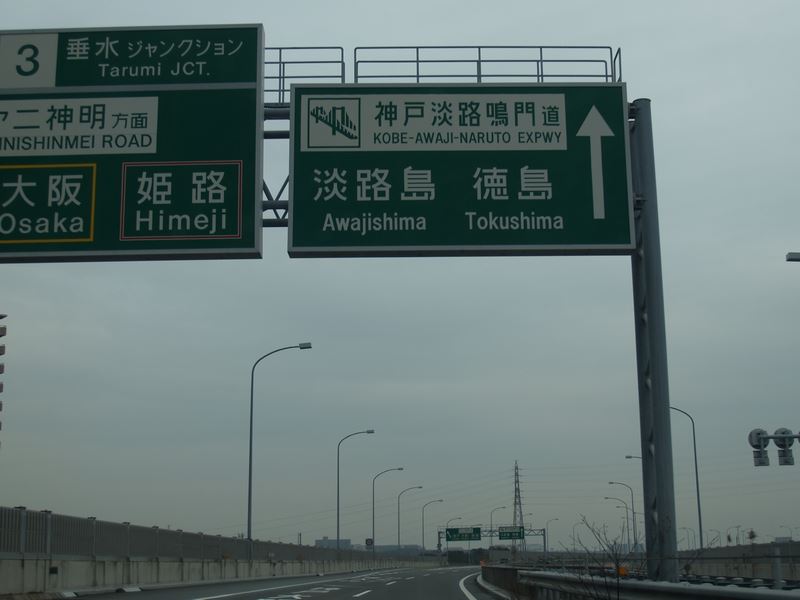 3
垂水 ジャンクション
Tarumi JCT.
二神明 方面
NISHINMEI ROAD
大阪
Osaka
姫路
Himeji
神戸淡路鳴門道
KOBE-AWAJI-NARUTO EXPWY
淡路島 徳島
Awajishima Tokushima